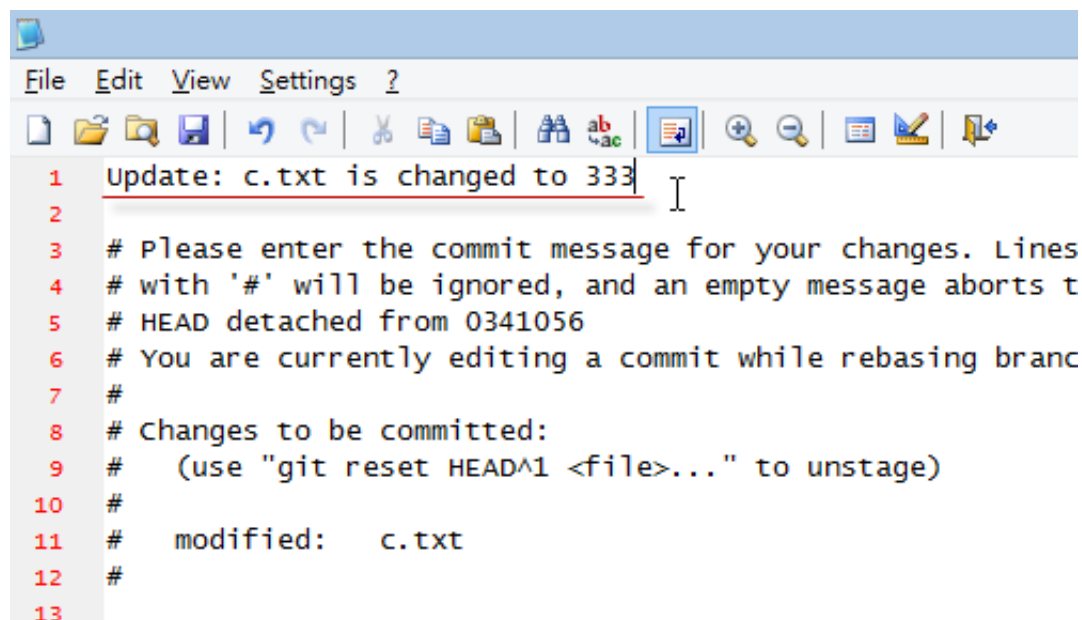 File Edit View Settings ?
ab
ac
1 Update: c.txt is changed to 333
2
3 # Please enter the commit message for your changes. Lines
4 # with '#' will be ignored, and an empty message aborts t
5 # HEAD detached from 0341056
6 # You are currently editing a commit while rebasing branc
7 #
8 # Changes to be committed:
9 #   (use "git reset HEAD^1 <file>..." to unstage)
10 #
11 #   modified:   c.txt
12 #
13